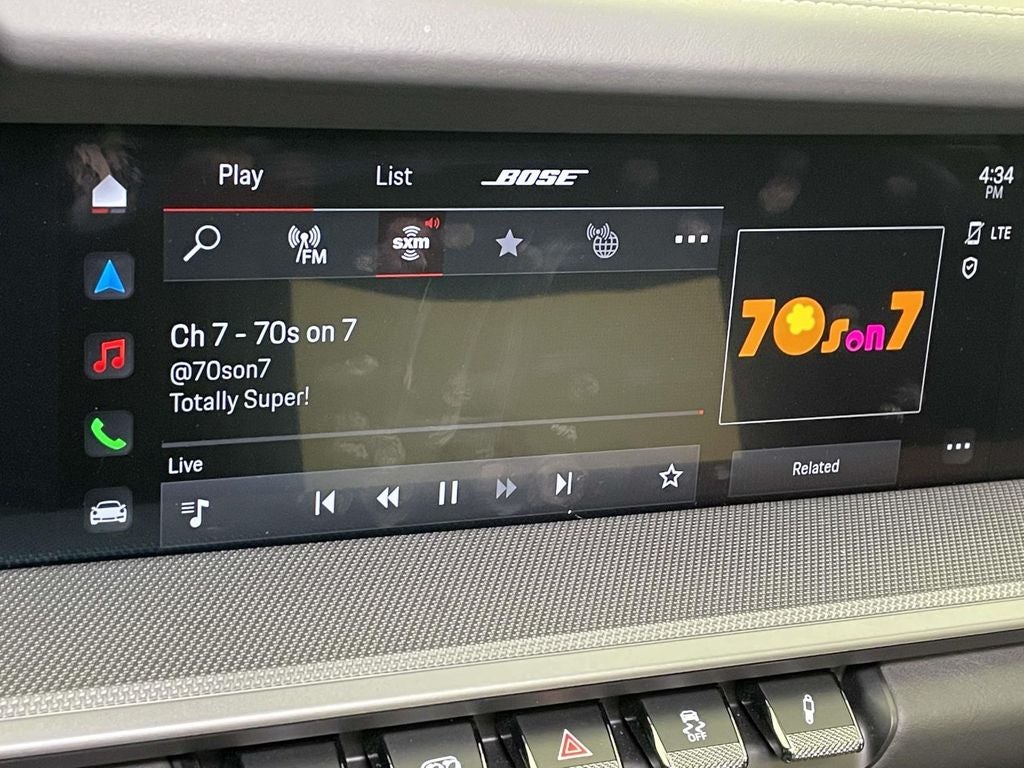 Play
List
BOSE
4:34
PM
FM
sxm
LTE
Ch 7 - 70s on 7
@70son7
Totally Super!
70son7
Live
Related
OFF